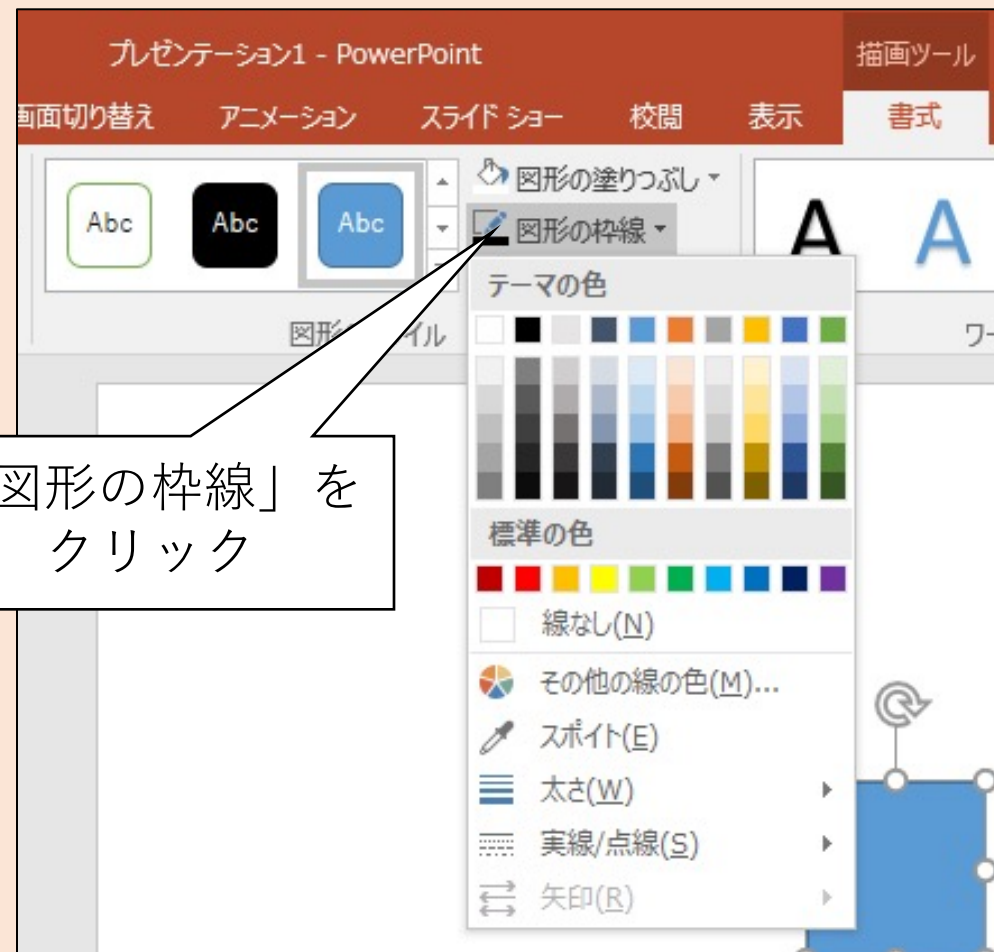 プレゼンテーション1 - PowerPoint
描画ツール
画面切り替え アニメーション スライド ショー 校閲 表示 書式
Abc Abc Abc
図形の塗りつぶし
図形の枠線
A A
テーマの色
図形 イル
ワー
図形の枠線」を
クリック
標準の色
線なし(N)
その他の線の色(M)...
スポイト(E)
太さ(W)
実線/点線(S)
矢印(R)